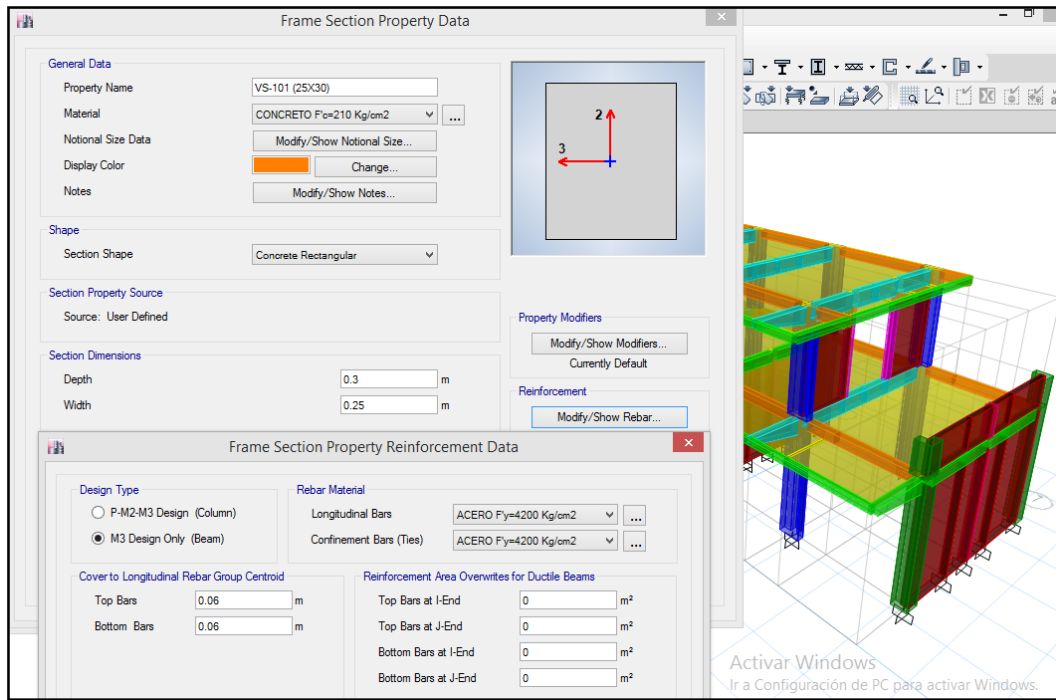 Frame Section Property Data
General Data
Property Name VS-101 (25X30)
Material CONCRETO F'c=210 Kg/cm2 ...
Notional Size Data Modify/Show Notional Size...
Display Color Change...
Notes Modify/Show Notes...
2
3
Shape
Section Shape Concrete Rectangular
Section Property Source
Source: User Defined
Section Dimensions
Depth 0.3 m
Width 0.25 m
Property Modifiers
Modify/Show Modifiers...
Currently Default
Reinforcement
Modify/Show Rebar...
Frame Section Property Reinforcement Data
Design Type
P-M2-M3 Design (Column)
M3 Design Only (Beam)
Rebar Material
Longitudinal Bars ACERO F'y=4200 Kg/cm2 ...
Confinement Bars (Ties) ACERO F'y=4200 Kg/cm2 ...
Cover to Longitudinal Rebar Group Centroid
Top Bars 0.06 m
Bottom Bars 0.06 m
Reinforcement Area Overwrites for Ductile Beams
Top Bars at I-End 0 m²
Top Bars at J-End 0 m²
Bottom Bars at I-End 0 m²
Bottom Bars at J-End 0 m²
Activar Windows
Ir a Configuración de PC para activar Windows.